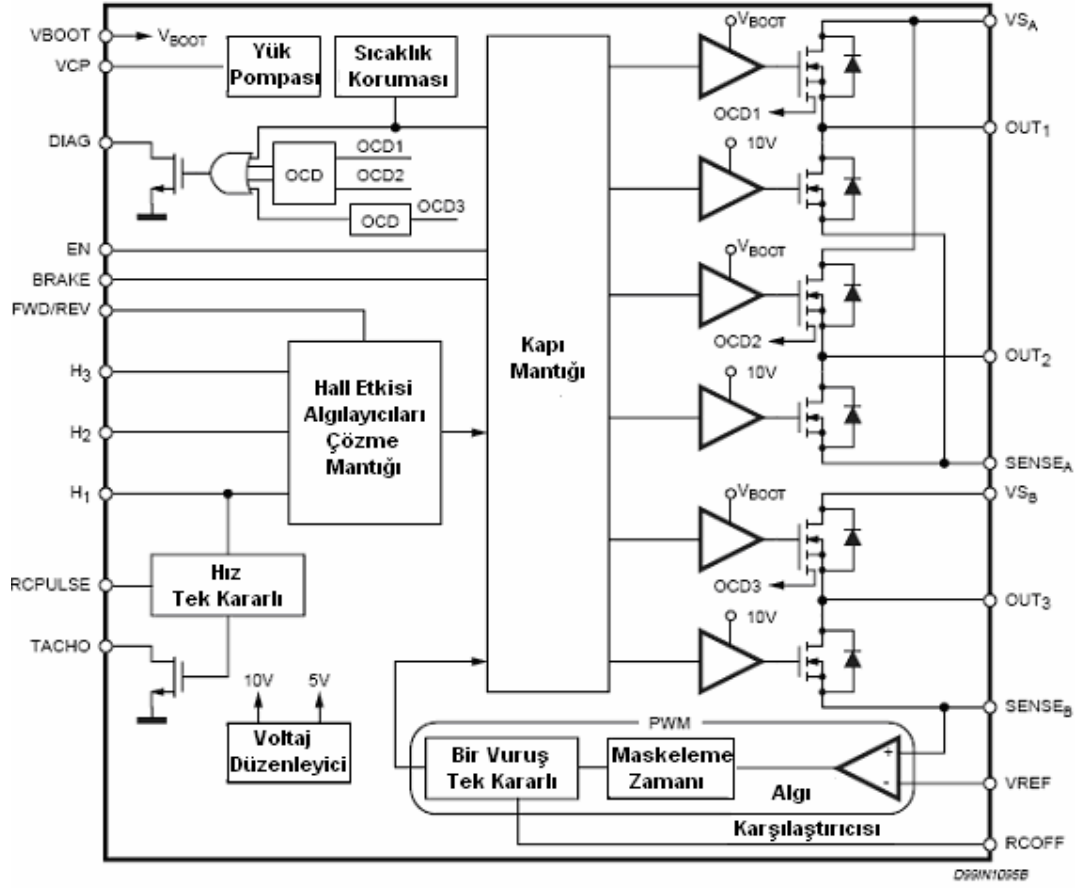 VBOOT
VBOOT
VCP
Yük
Pompası
Sıcaklık
Koruması
DIAG
OCD
OCD1
OCD2
OCD
OCD3
EN
BRAKE
FWD/REV
H3
H2
H1
Hall Etkisi
Algılayıcıları
Çözme
Mantığı
Kapı
Mantığı
RCPULSE
Hız
Tek Kararlı
TACHO
10V
5V
Voltaj
Düzenleyici
VBOOT
OCD1
10V
VBOOT
OCD2
10V
VBOOT
OCD3
10V
VSA
OUT1
OUT2
SENSEA
VSB
OUT3
SENSEB
VREF
RCOFF
PWM
Bir Vuruş
Tek Kararlı
Maskeleme
Zamanı
+
-
Algı
Karşılaştırıcısı
D99IN1095B